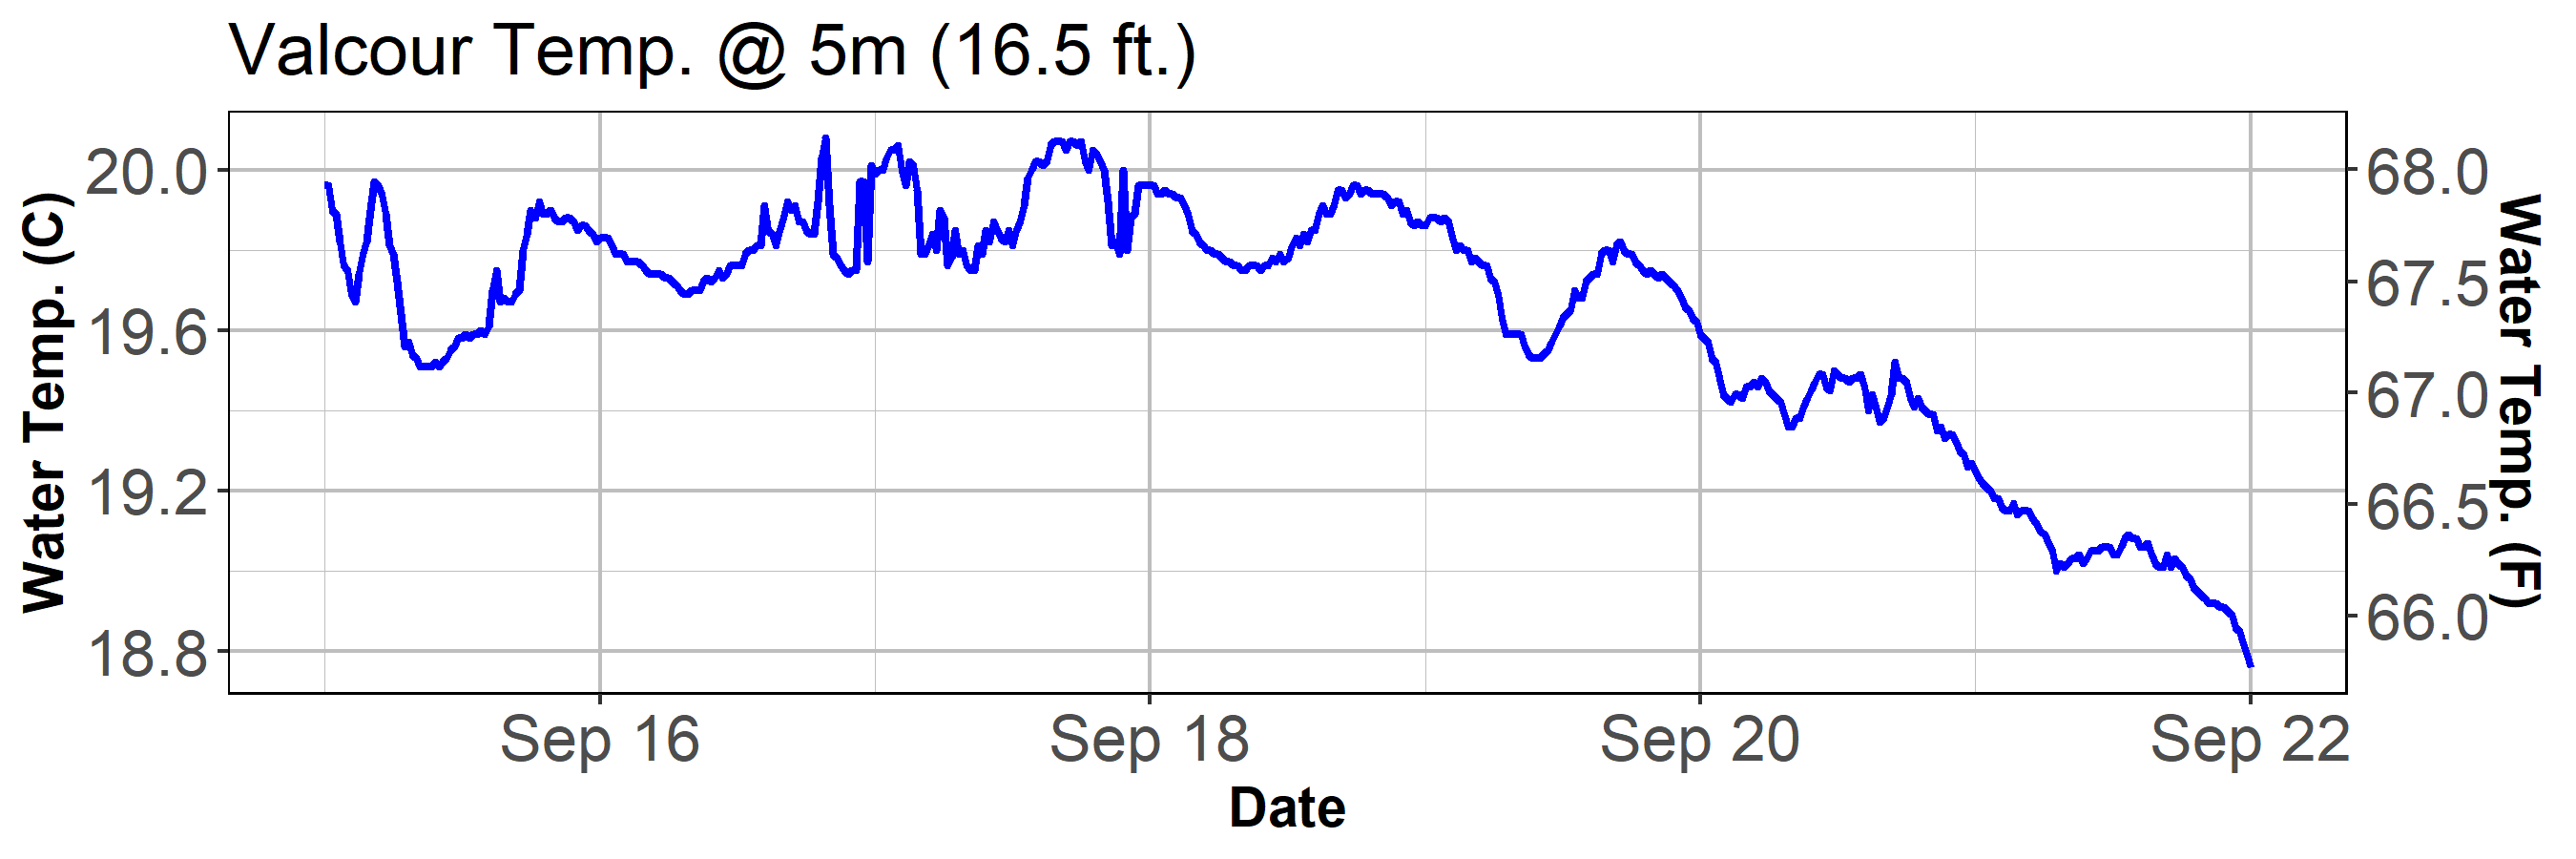 Valcour Temp. @ 5m (16.5 ft.)
Water Temp. (C)
20.0
19.6
19.2
18.8
68.0
67.5
67.0
66.5
66.0
Water Temp. (F)
Sep 16
Sep 18
Sep 20
Sep 22
Date